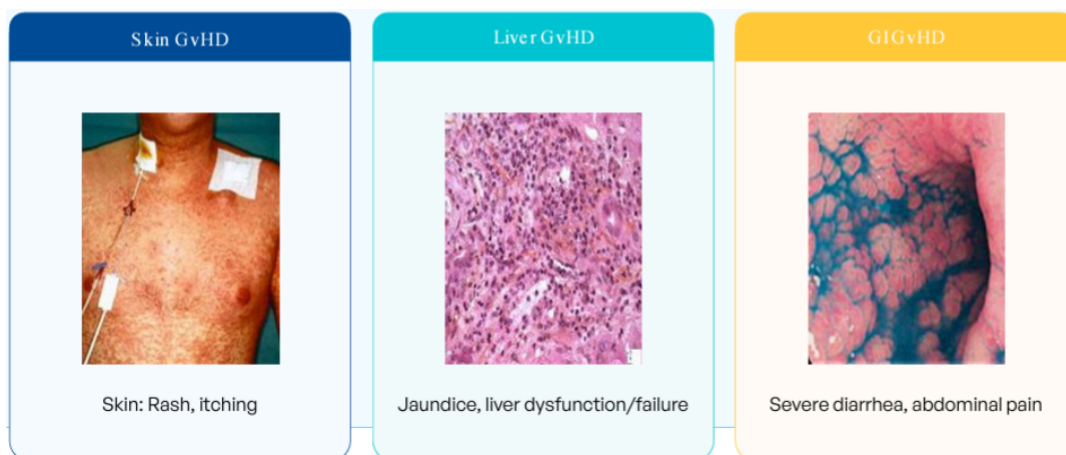 Skin GvHD
Liver GvHD
GI GvHD
Skin: Rash, itching
Jaundice, liver dysfunction/failure
Severe diarrhea, abdominal pain